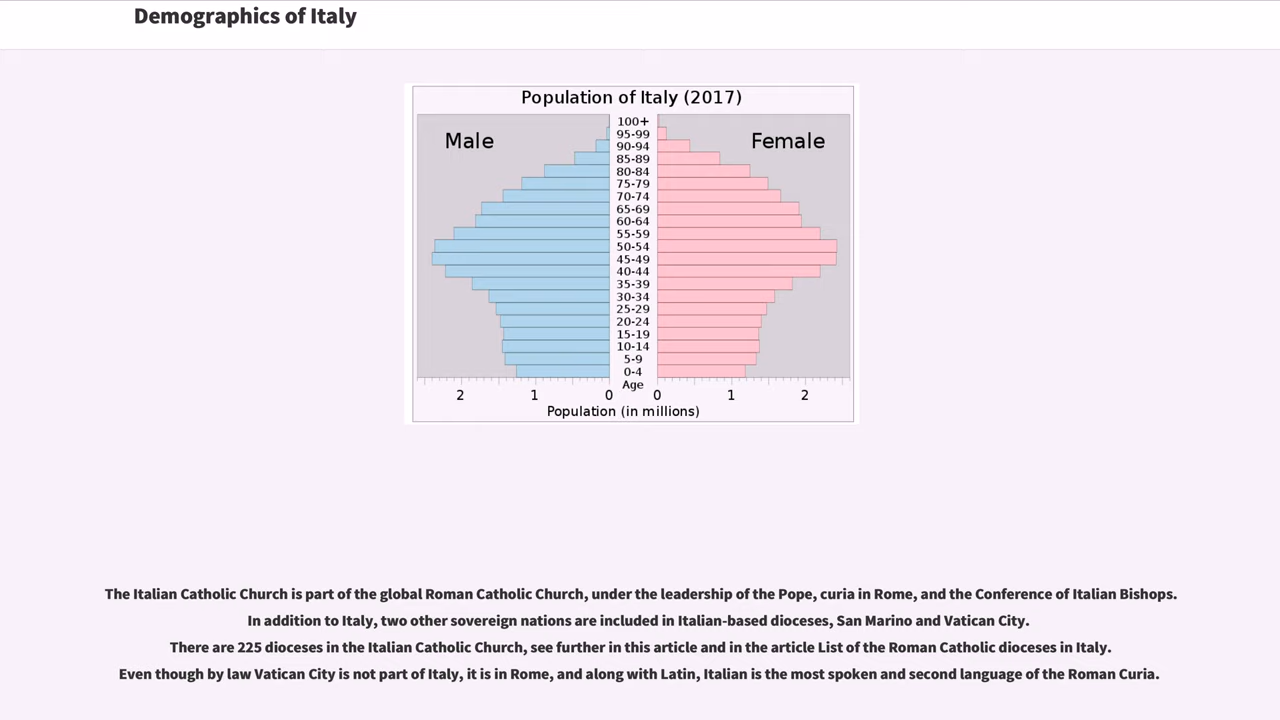 Demographics of Italy
Population of Italy (2017)
Male
Female
100+
95-99
90-94
85-89
80-84
75-79
70-74
65-69
60-64
55-59
50-54
45-49
40-44
35-39
30-34
25-29
20-24
15-19
10-14
5-9
0-4
Age
2 1 0 0 1 2
Population (in millions)
The Italian Catholic Church is part of the global Roman Catholic Church, under the leadership of the Pope, curia in Rome, and the Conference of Italian Bishops.
In addition to Italy, two other sovereign nations are included in Italian-based dioceses, San Marino and Vatican City.
There are 225 dioceses in the Italian Catholic Church, see further in this article and in the article List of the Roman Catholic dioceses in Italy.
Even though by law Vatican City is not part of Italy, it is in Rome, and along with Latin, Italian is the most spoken and second language of the Roman Curia.